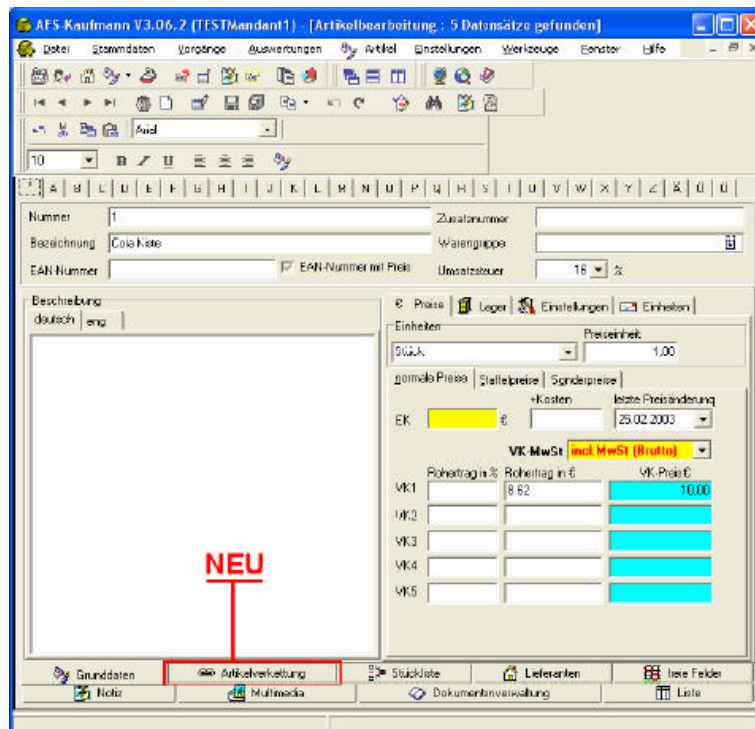 AFS-Kaufmann V3.06.2 (TESTMandant1) - [Artikelbearbeitung : 5 Datensätze gefunden]
Datei Stammdaten Vorgänge Auswertungen Artikel Einstellungen Werkzeuge Fenster Hilfe
Arial
10 B I U
* A B C D E F G H I J K L M N O P Q R S T U V W X Y Z Ä Ö Ü
Nummer 1 Zusatznummer
Bezeichnung Cola Kiste Warengruppe
EAN-Nummer EAN-Nummer mit Preis Umsatzsteuer 16 %
Beschreibung € Preise Lager Einstellungen Einheiten
deutsch eng
Einheiten Preiseinheit
Stück 1,00
normale Preise Staffelpreise Sonderpreise
+Kosten letzte Preisänderung
EK € 25.02.2003
VK-MwSt incl.MwSt (Brutto)
Rohertrag in % Rohertrag in € VK-Preis €
VK1 8.62 10,00
VK2
VK3
VK4
VK5
NEU
Grunddaten Artikelverkettung Stückliste Lieferanten freie Felder
Notiz Multimedia Dokumentenverwaltung Liste